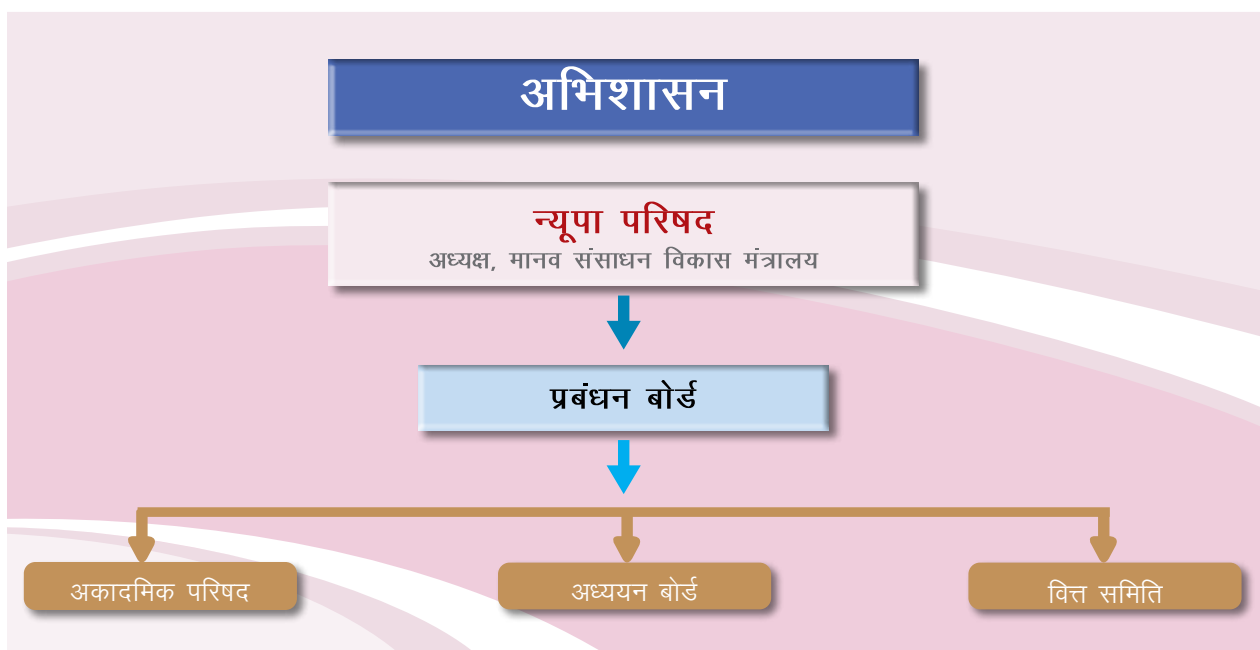 अभिशासन
न्यूपा परिषद
अध्यक्ष, मानव संसाधन विकास मंत्रालय
प्रबंधन बोर्ड
अकादमिक परिषद
अध्ययन बोर्ड
वित्त समिति